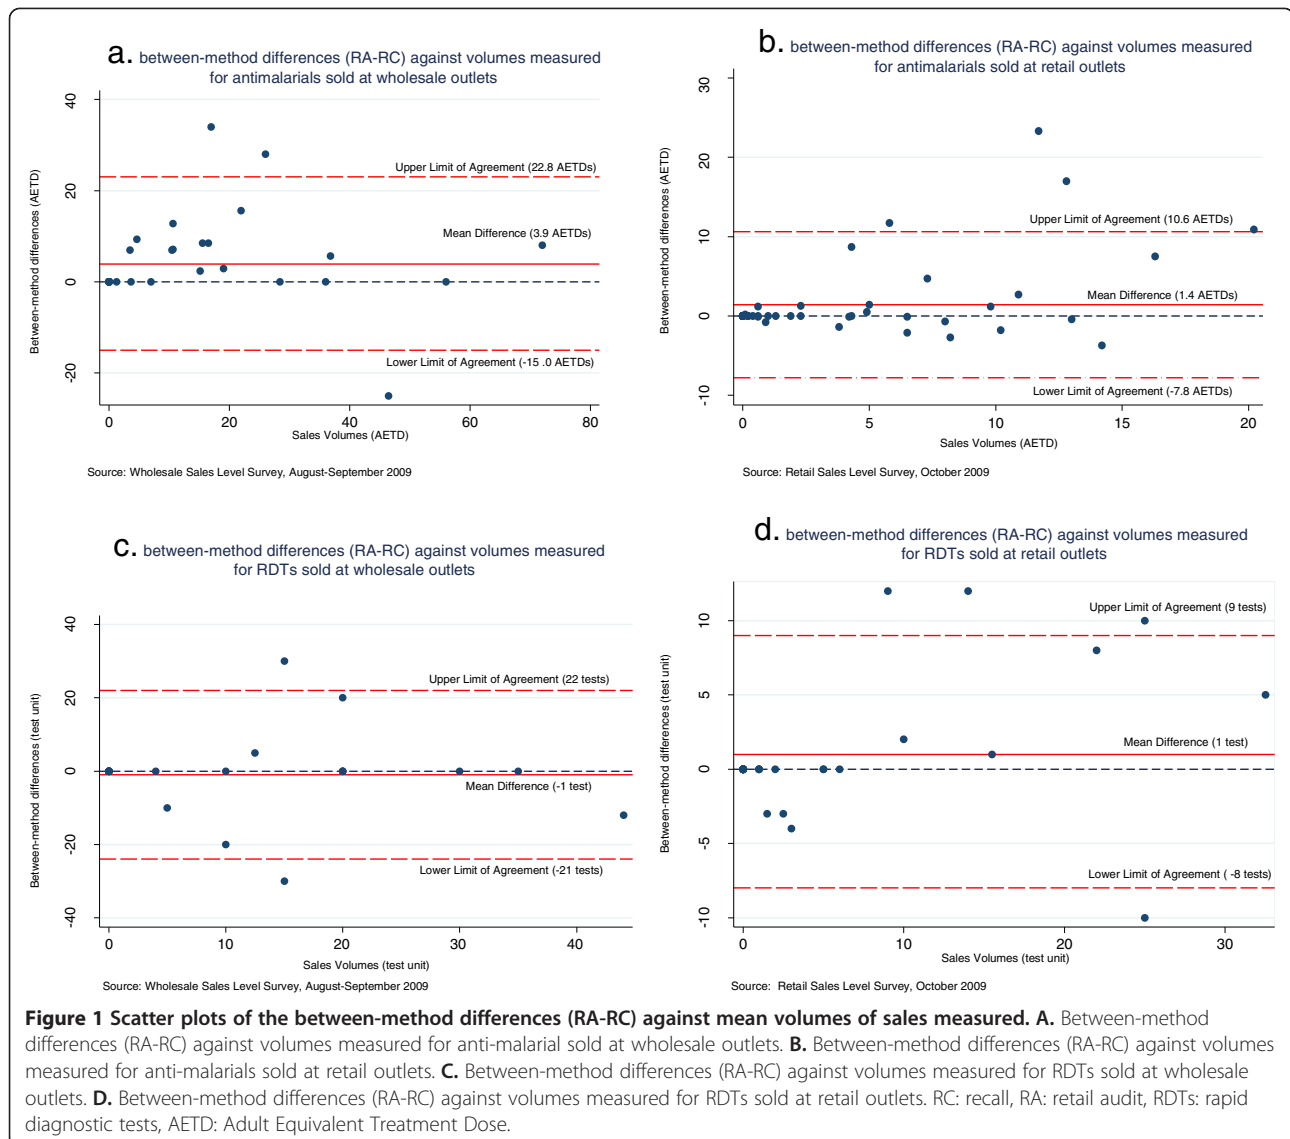 a. between-method differences (RA-RC) against volumes measured
for antimalarials sold at wholesale outlets
Between-method differences (AETD)
40
20
0
-20
Upper Limit of Agreement (22.8 AETDs)
Mean Difference (3.9 AETDs)
Lower Limit of Agreement (-15 .0 AETDs)
0 20 40 60 80
Sales Volumes (AETD)
Source: Wholesale Sales Level Survey, August-September 2009
b. between-method differences (RA-RC) against volumes measured
for antimalarials sold at retail outlets
Between-method differences (AETD)
30
20
10
0
-10
Upper Limit of Agreement (10.6 AETDs)
Mean Difference (1.4 AETDs)
Lower Limit of Agreement (-7.8 AETDs)
0 5 10 15 20
Sales Volumes (AETD)
Source: Retail Sales Level Survey, October 2009
c. between-method differences (RA-RC) against volumes measured
for RDTs sold at wholesale outlets
Between-method differences (test unit)
40
20
0
-20
-40
Upper Limit of Agreement (22 tests)
Mean Difference (-1 test)
Lower Limit of Agreement (-21 tests)
0 10 20 30 40
Sales Volumes (test unit)
Source: Wholesale Sales Level Survey, August-September 2009
d. between-method differences (RA-RC) against volumes measured
for RDTs sold at retail outlets
Between-method differences (test unit)
10
5
0
-5
-10
Upper Limit of Agreement (9 tests)
Mean Difference (1 test)
Lower Limit of Agreement ( -8 tests)
0 10 20 30
Sales Volumes (test unit)
Source: Retail Sales Level Survey, October 2009
Figure 1 Scatter plots of the between-method differences (RA-RC) against mean volumes of sales measured. A. Between-method
differences (RA-RC) against volumes measured for anti-malarial sold at wholesale outlets. B. Between-method differences (RA-RC) against volumes
measured for anti-malarials sold at retail outlets. C. Between-method differences (RA-RC) against volumes measured for RDTs sold at wholesale
outlets. D. Between-method differences (RA-RC) against volumes measured for RDTs sold at retail outlets. RC: recall, RA: retail audit, RDTs: rapid
diagnostic tests, AETD: Adult Equivalent Treatment Dose.